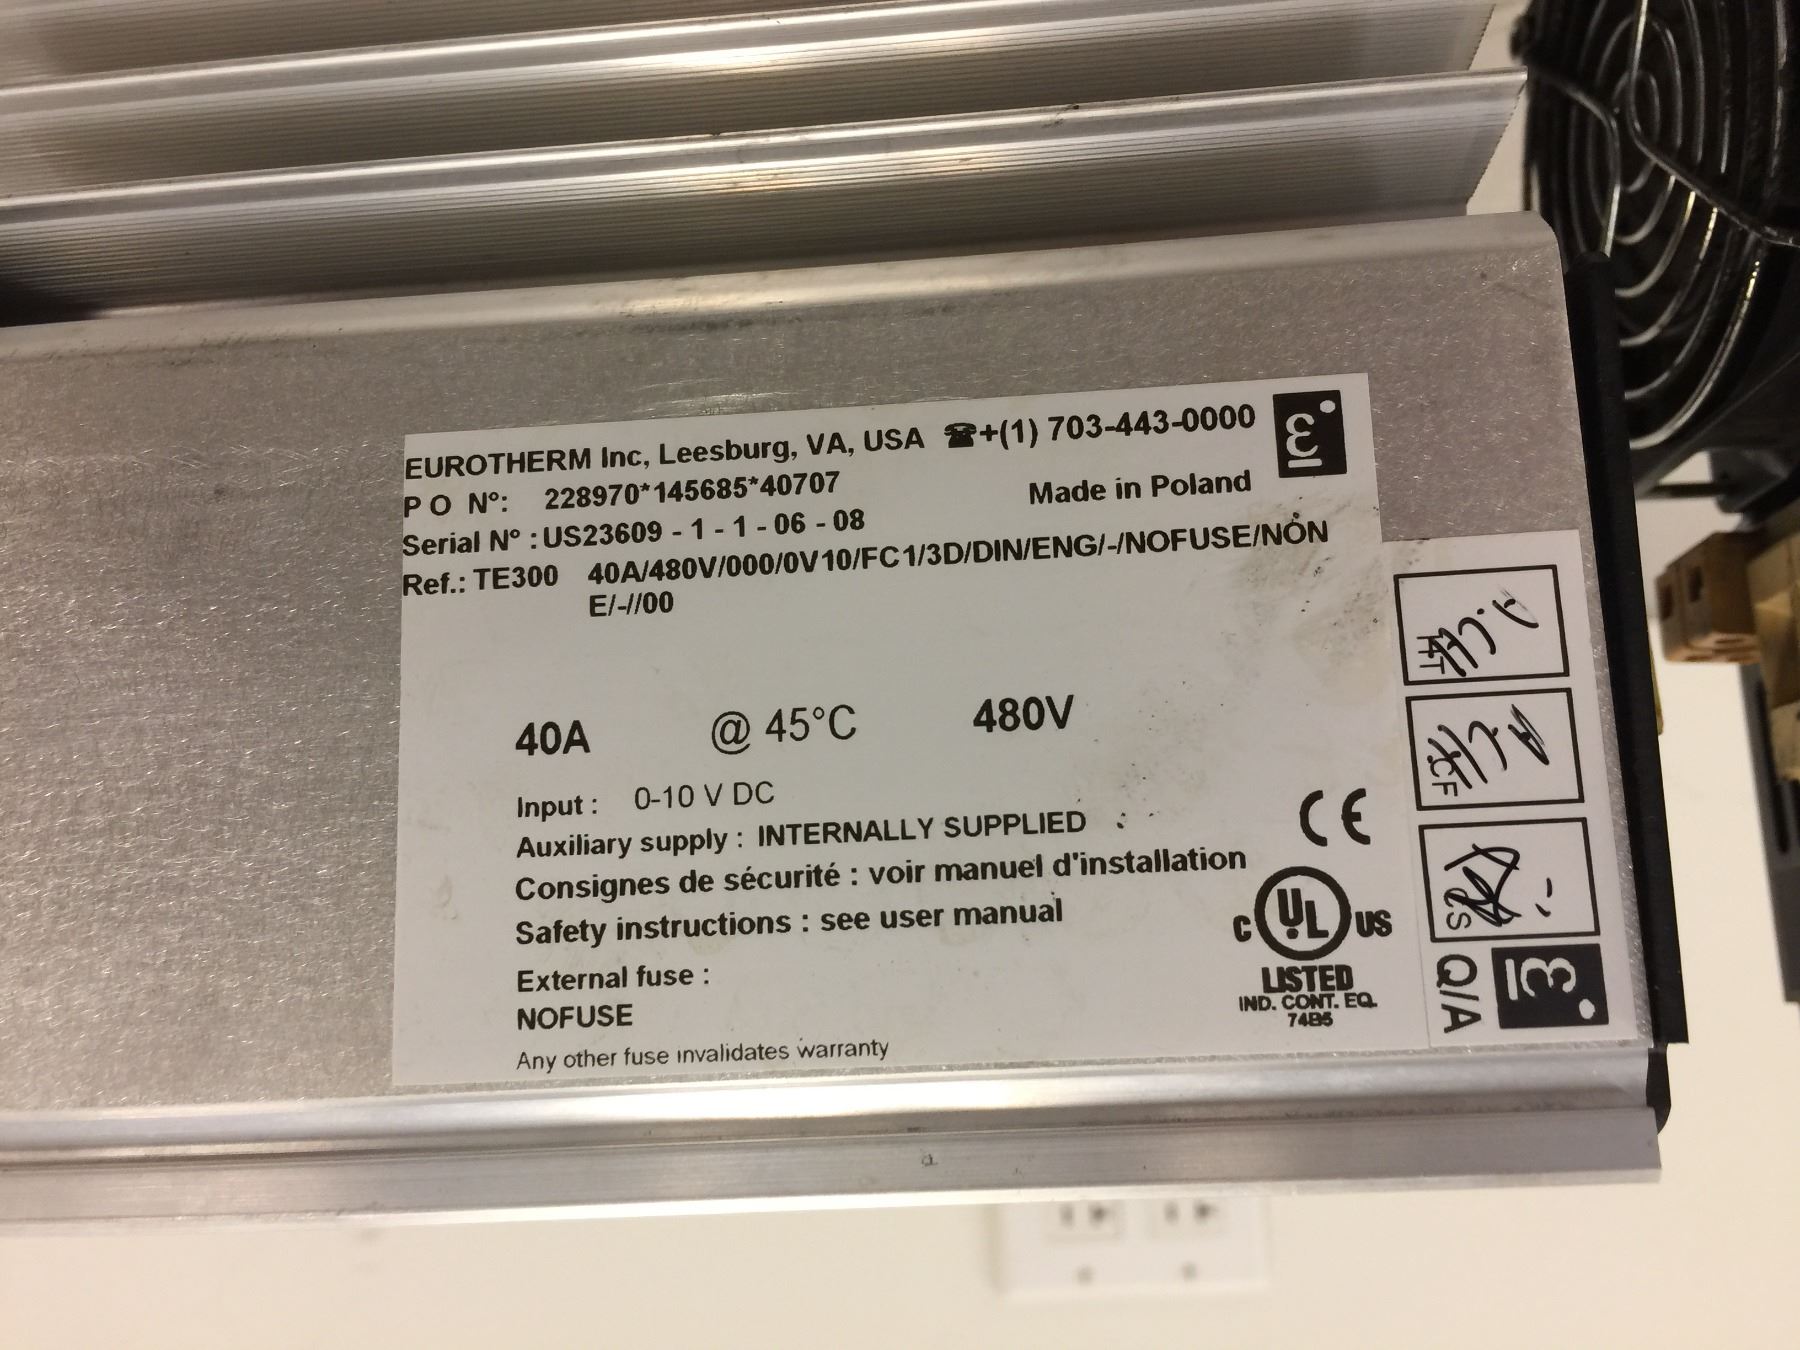 EUROTHERM Inc, Leesburg, VA, USA ☎+(1) 703-443-0000
P O Nº: 228970*145685*40707
Made in Poland
Serial Nº : US23609 - 1 - 1 - 06 - 08
Ref.: TE300 40A/480V/000/0V10/FC1/3D/DIN/ENG/-/NOFUSE/NON
E/-//00
40A @ 45°C 480V
Input : 0-10 V DC
Auxiliary supply : INTERNALLY SUPPLIED
Consignes de sécurité : voir manuel d'installation
Safety instructions : see user manual
External fuse :
NOFUSE
Any other fuse invalidates warranty
CE
C UL US
LISTED
IND. CONT. EQ.
74B5
Q/A